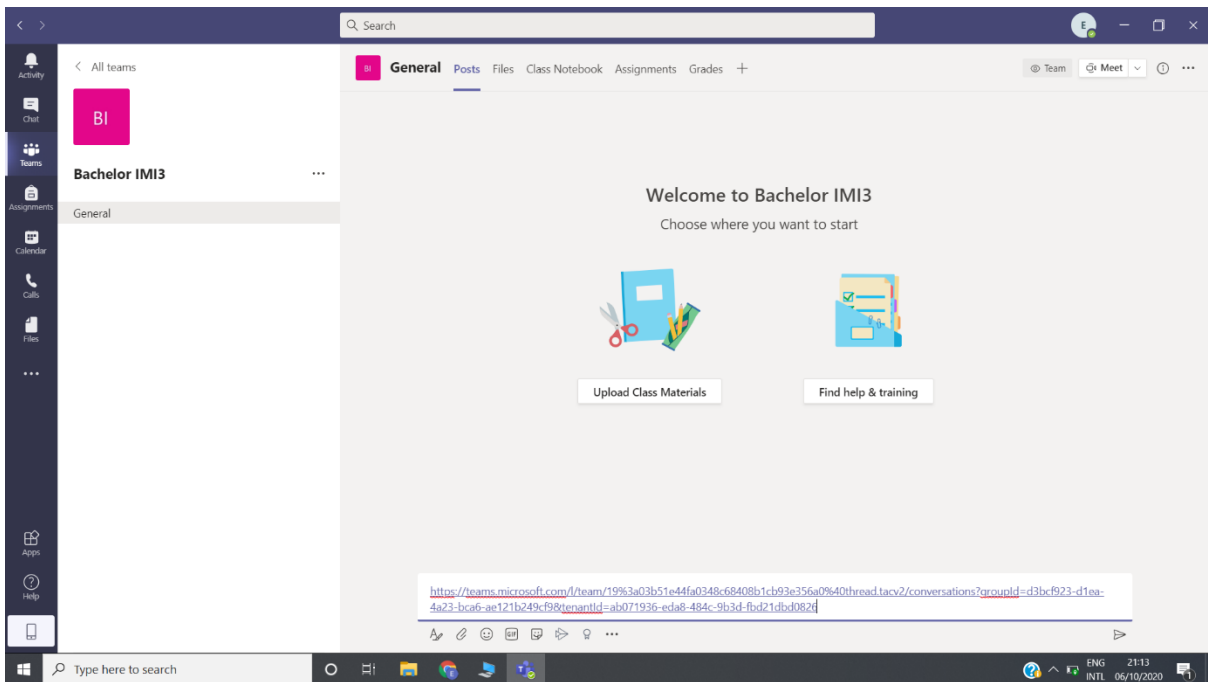 Search
E
Activity
Chat
Teams
Assignments
Calendar
Calls
Files
Apps
Help
All teams
BI
Bachelor IMI3
General
BI General Posts Files Class Notebook Assignments Grades
Team Meet
Welcome to Bachelor IMI3
Choose where you want to start
Upload Class Materials Find help & training
https://teams.microsoft.com/l/team/19%3a03b51e44fa0348c68408b1cb93e356a0%40thread.tacv2/conversations?groupId=d3bcf923-d1ea-
4a23-bca6-ae121b249cf9&tenantId=ab071936-eda8-484c-9b3d-fbd21dbd0826
GIF
Type here to search
ENG 21:13
INTL 06/10/2020